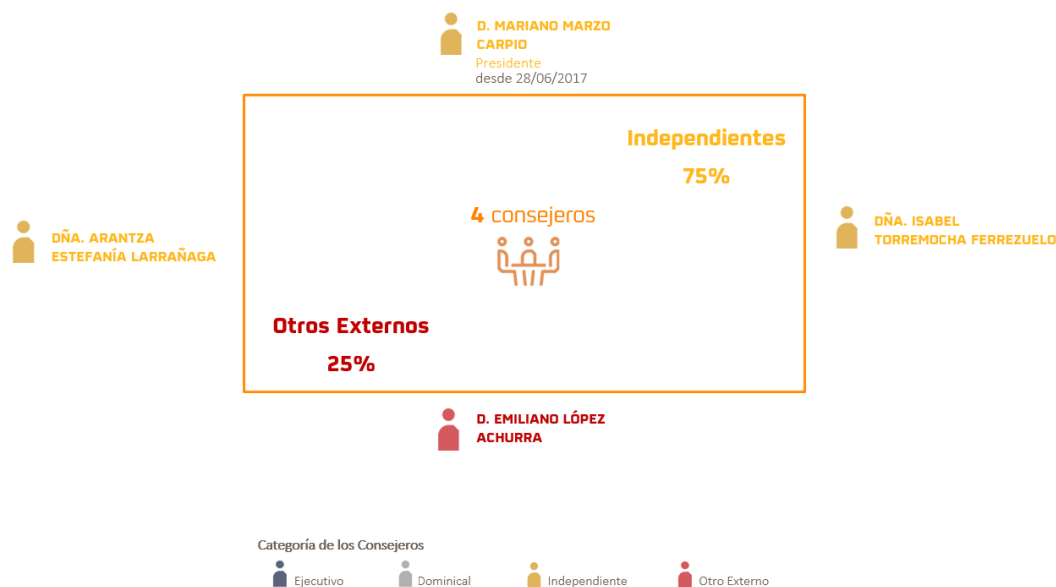 D. MARIANO MARZO
CARPIO
Presidente
desde 28/06/2017
Independientes
75%
4 consejeros
DÑA. ARANTZA
ESTEFANÍA LARRAÑAGA
DÑA. ISABEL
TORREMOCHA FERREZUELO
Otros Externos
25%
D. EMILIANO LÓPEZ
ACHURRA
Categoría de los Consejeros
Ejecutivo
Dominical
Independiente
Otro Externo